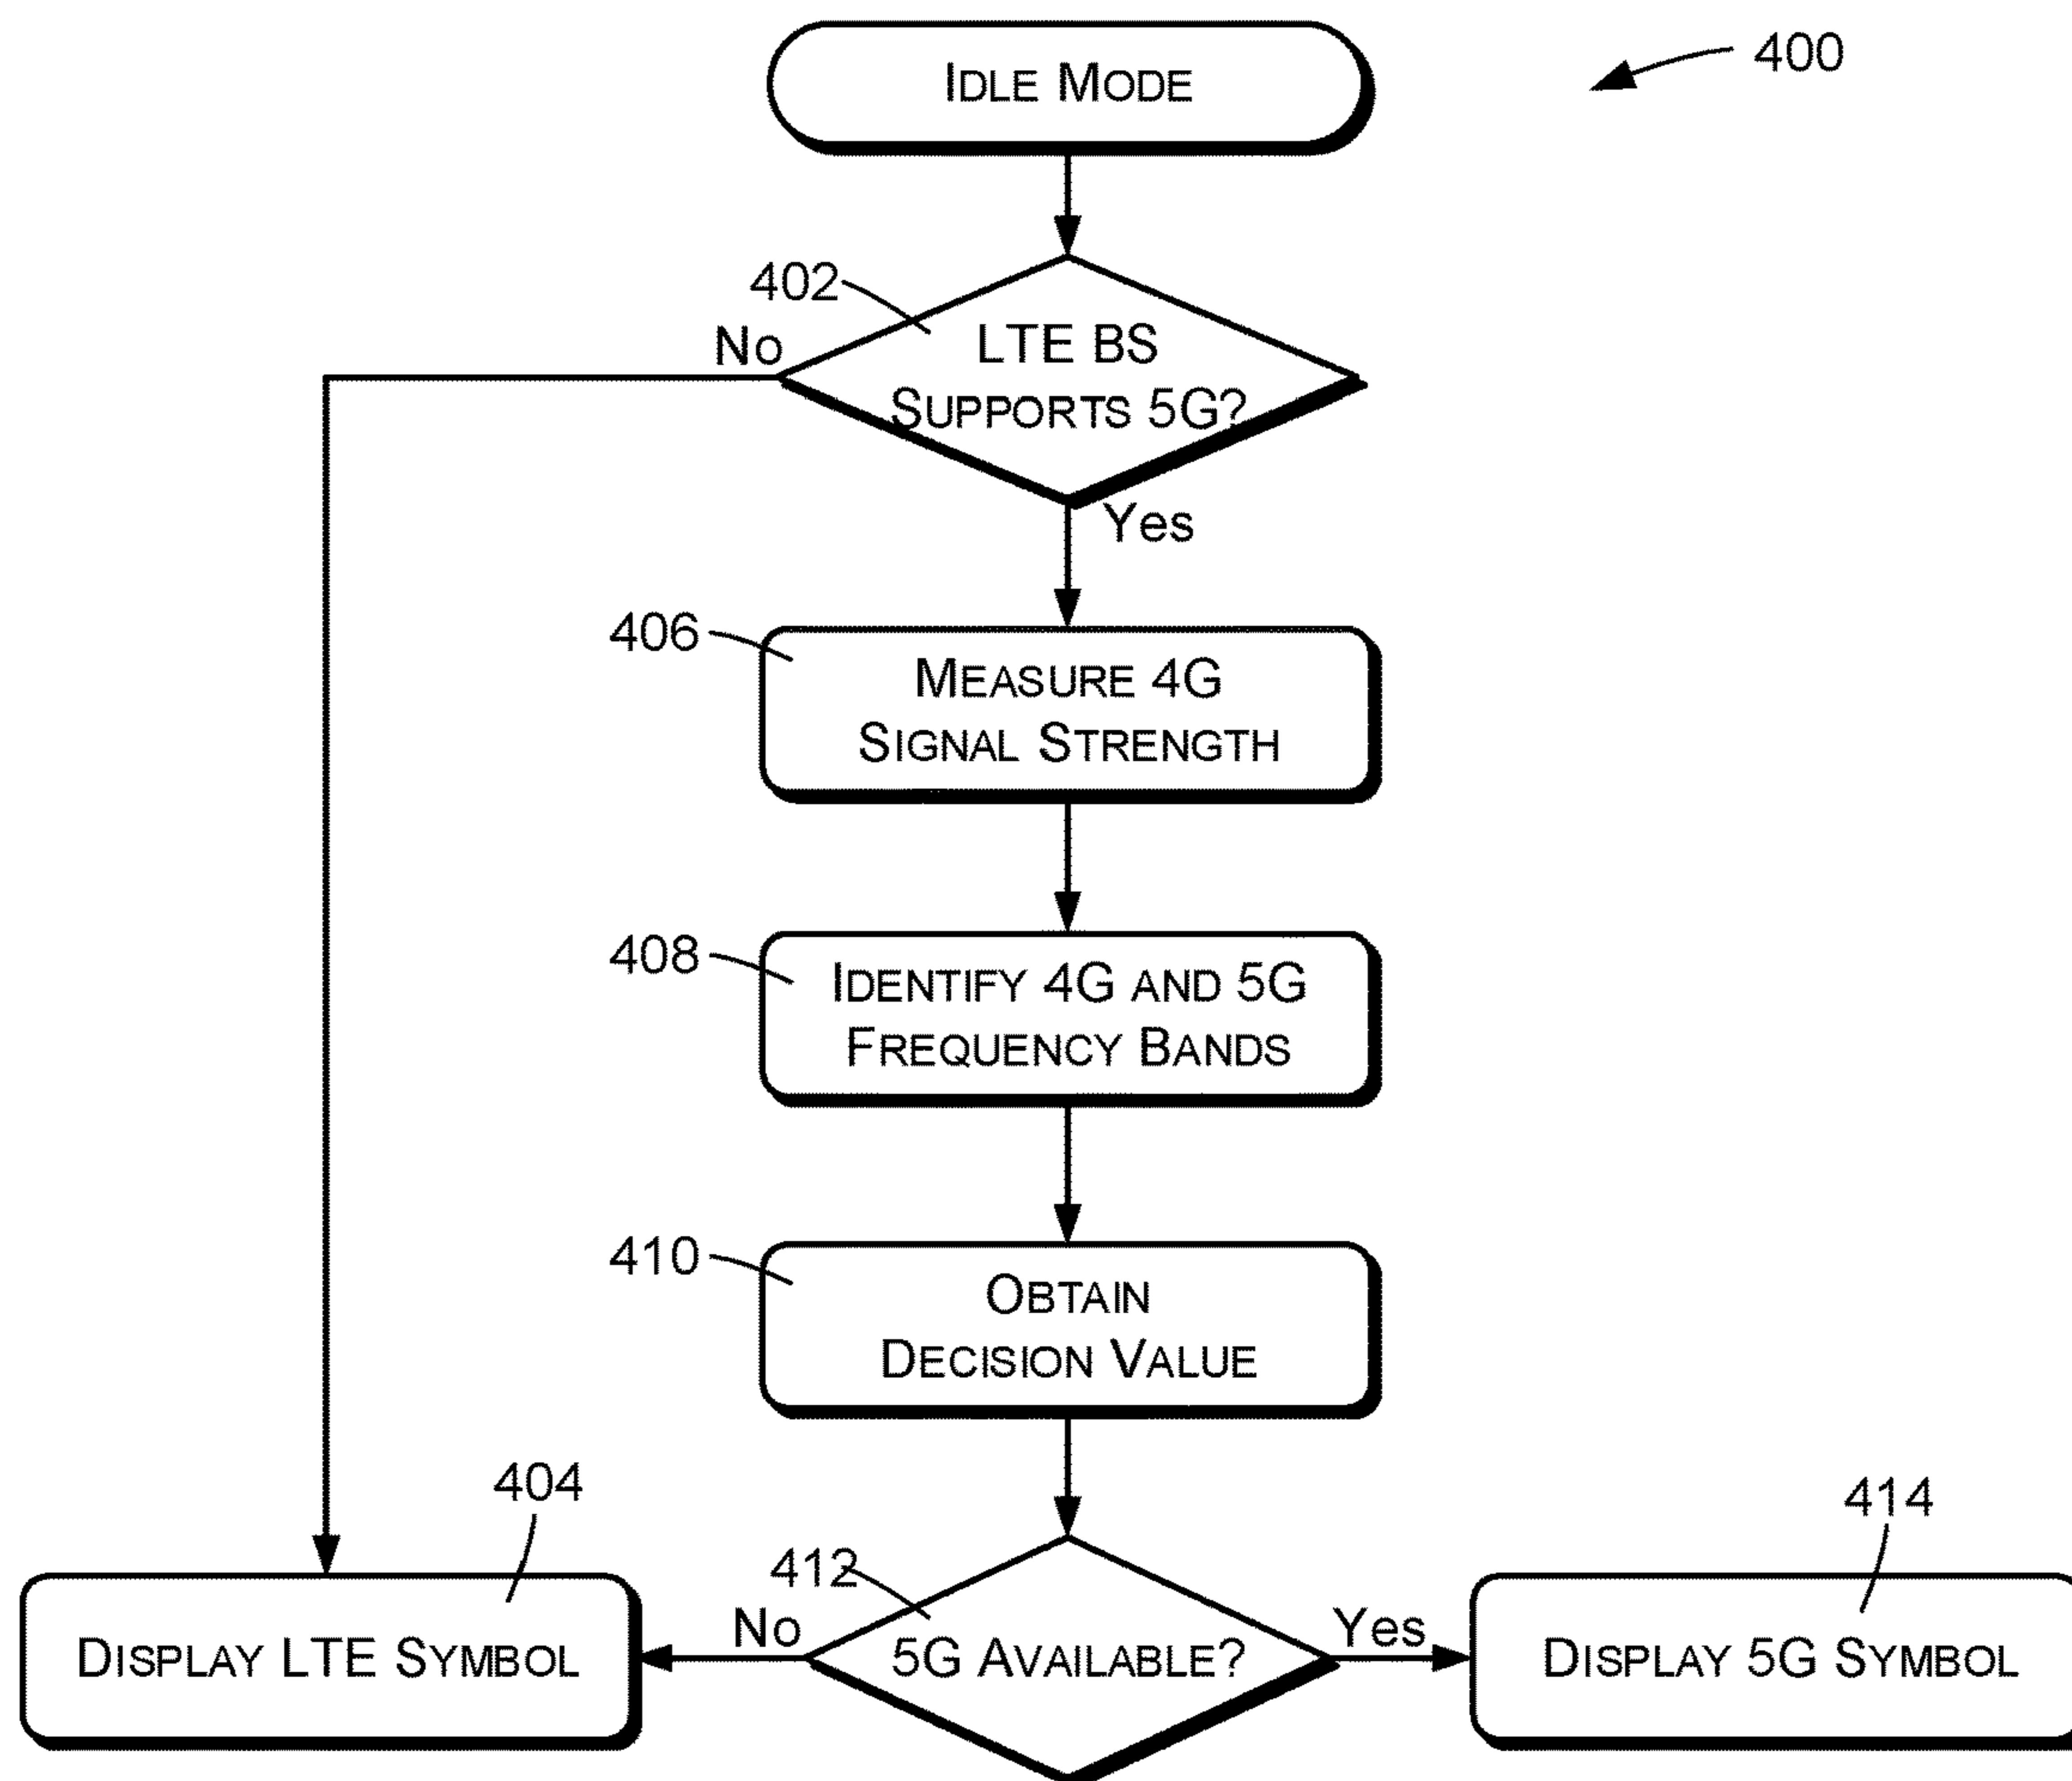 IDLE MODE
400
402
No
LTE BS
SUPPORTS 5G?
Yes
406
MEASURE 4G
SIGNAL STRENGTH
408
IDENTIFY 4G AND 5G
FREQUENCY BANDS
410
OBTAIN
DECISION VALUE
404
414
412
No
Yes
DISPLAY LTE SYMBOL
5G AVAILABLE?
DISPLAY 5G SYMBOL